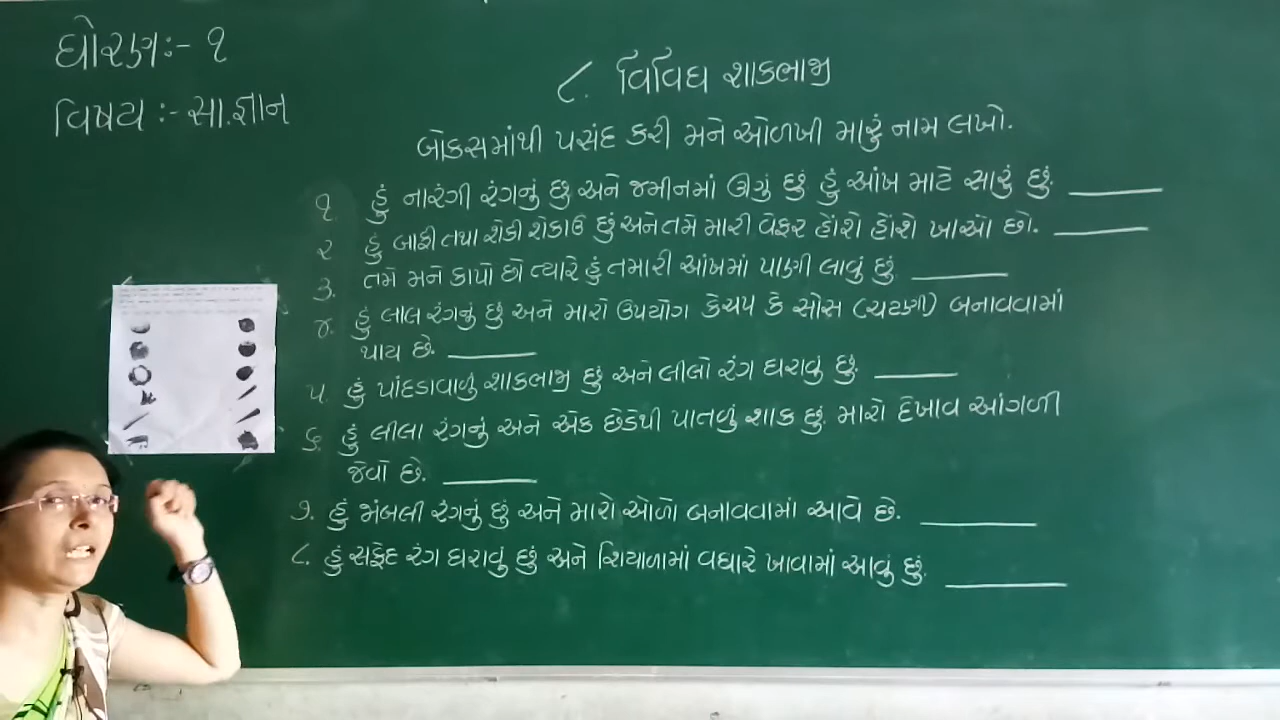 ધોરણઃ- ૧
વિષય :- સા.જ્ઞાન
૮. વિવિધ શાકભાજી
બોક્સમાંથી પસંદ કરી મને ઓળખી મારું નામ લખો.
૧. હું નારંગી રંગનું છું અને જમીનમાં ઊગું છું. હું આંખ માટે સારું છું.
૨. હું બાફી તથા શેકી શેકાઉ છું અને તમે મારી વેફર હોંશે હોંશે ખાઓ છો.
૩. તમે મને કાપો છો ત્યારે હું તમારી આંખમાં પાણી લાવું છું.
૪. હું લાલ રંગનું છું અને મારો ઉપયોગ કેચપ કે સોસ (ચટણી) બનાવવામાં
થાય છે.
૫. હું પાંદડાવાળું શાકભાજી છું અને લીલો રંગ ધરાવું છું.
૬. હું લીલા રંગનું અને એક છેડેથી પાતળું શાક છું. મારો દેખાવ આંગળી
જેવો છે.
૭. હું જાંબલી રંગનું છું અને મારો ઓળો બનાવવામાં આવે છે.
૮. હું સફેદ રંગ ધરાવું છું અને શિયાળામાં વધારે ખાવામાં આવું છું.